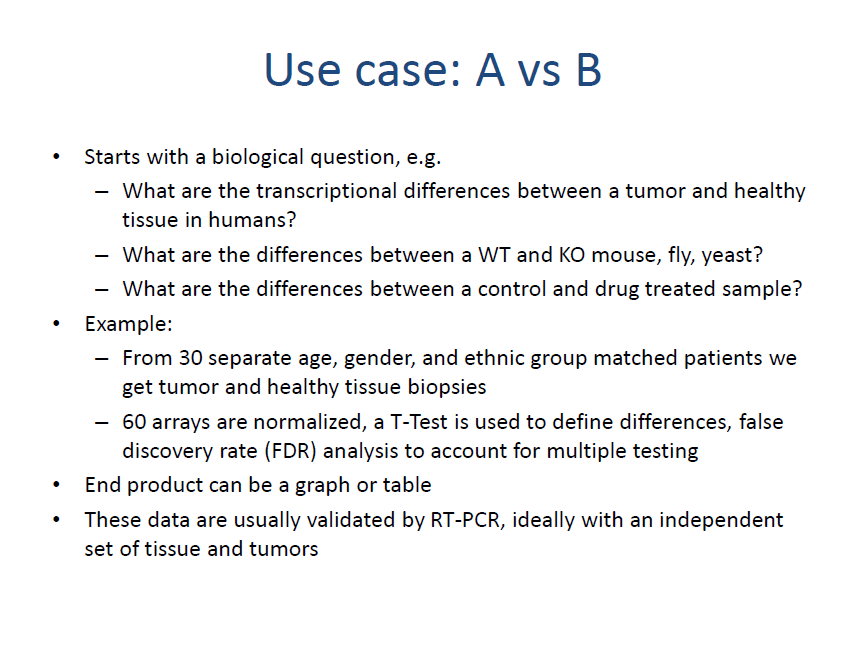 Use case: A vs B
• Starts with a biological question, e.g.
– What are the transcriptional differences between a tumor and healthy
tissue in humans?
– What are the differences between a WT and KO mouse, fly, yeast?
– What are the differences between a control and drug treated sample?
• Example:
– From 30 separate age, gender, and ethnic group matched patients we
get tumor and healthy tissue biopsies
– 60 arrays are normalized, a T-Test is used to define differences, false
discovery rate (FDR) analysis to account for multiple testing
• End product can be a graph or table
• These data are usually validated by RT-PCR, ideally with an independent
set of tissue and tumors